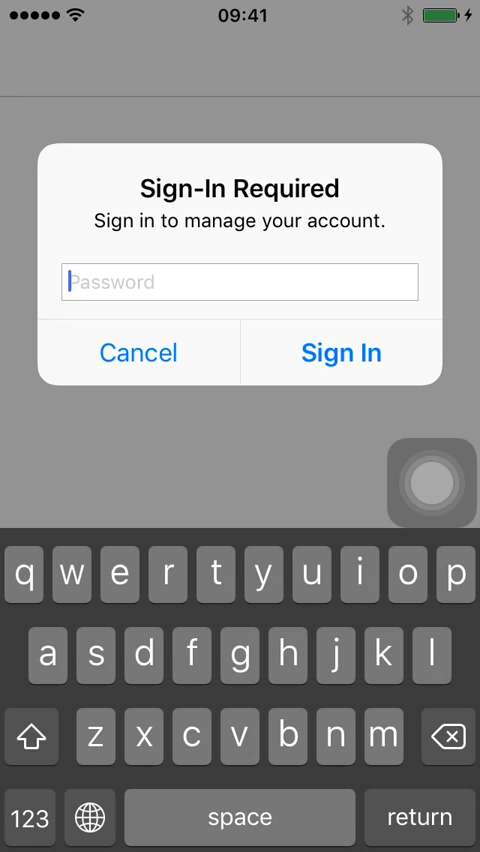 09:41
Sign-In Required
Sign in to manage your account.
Password
Cancel Sign In
q w e r t y u i o p
a s d f g h j k l
z x c v b n m
123 space return